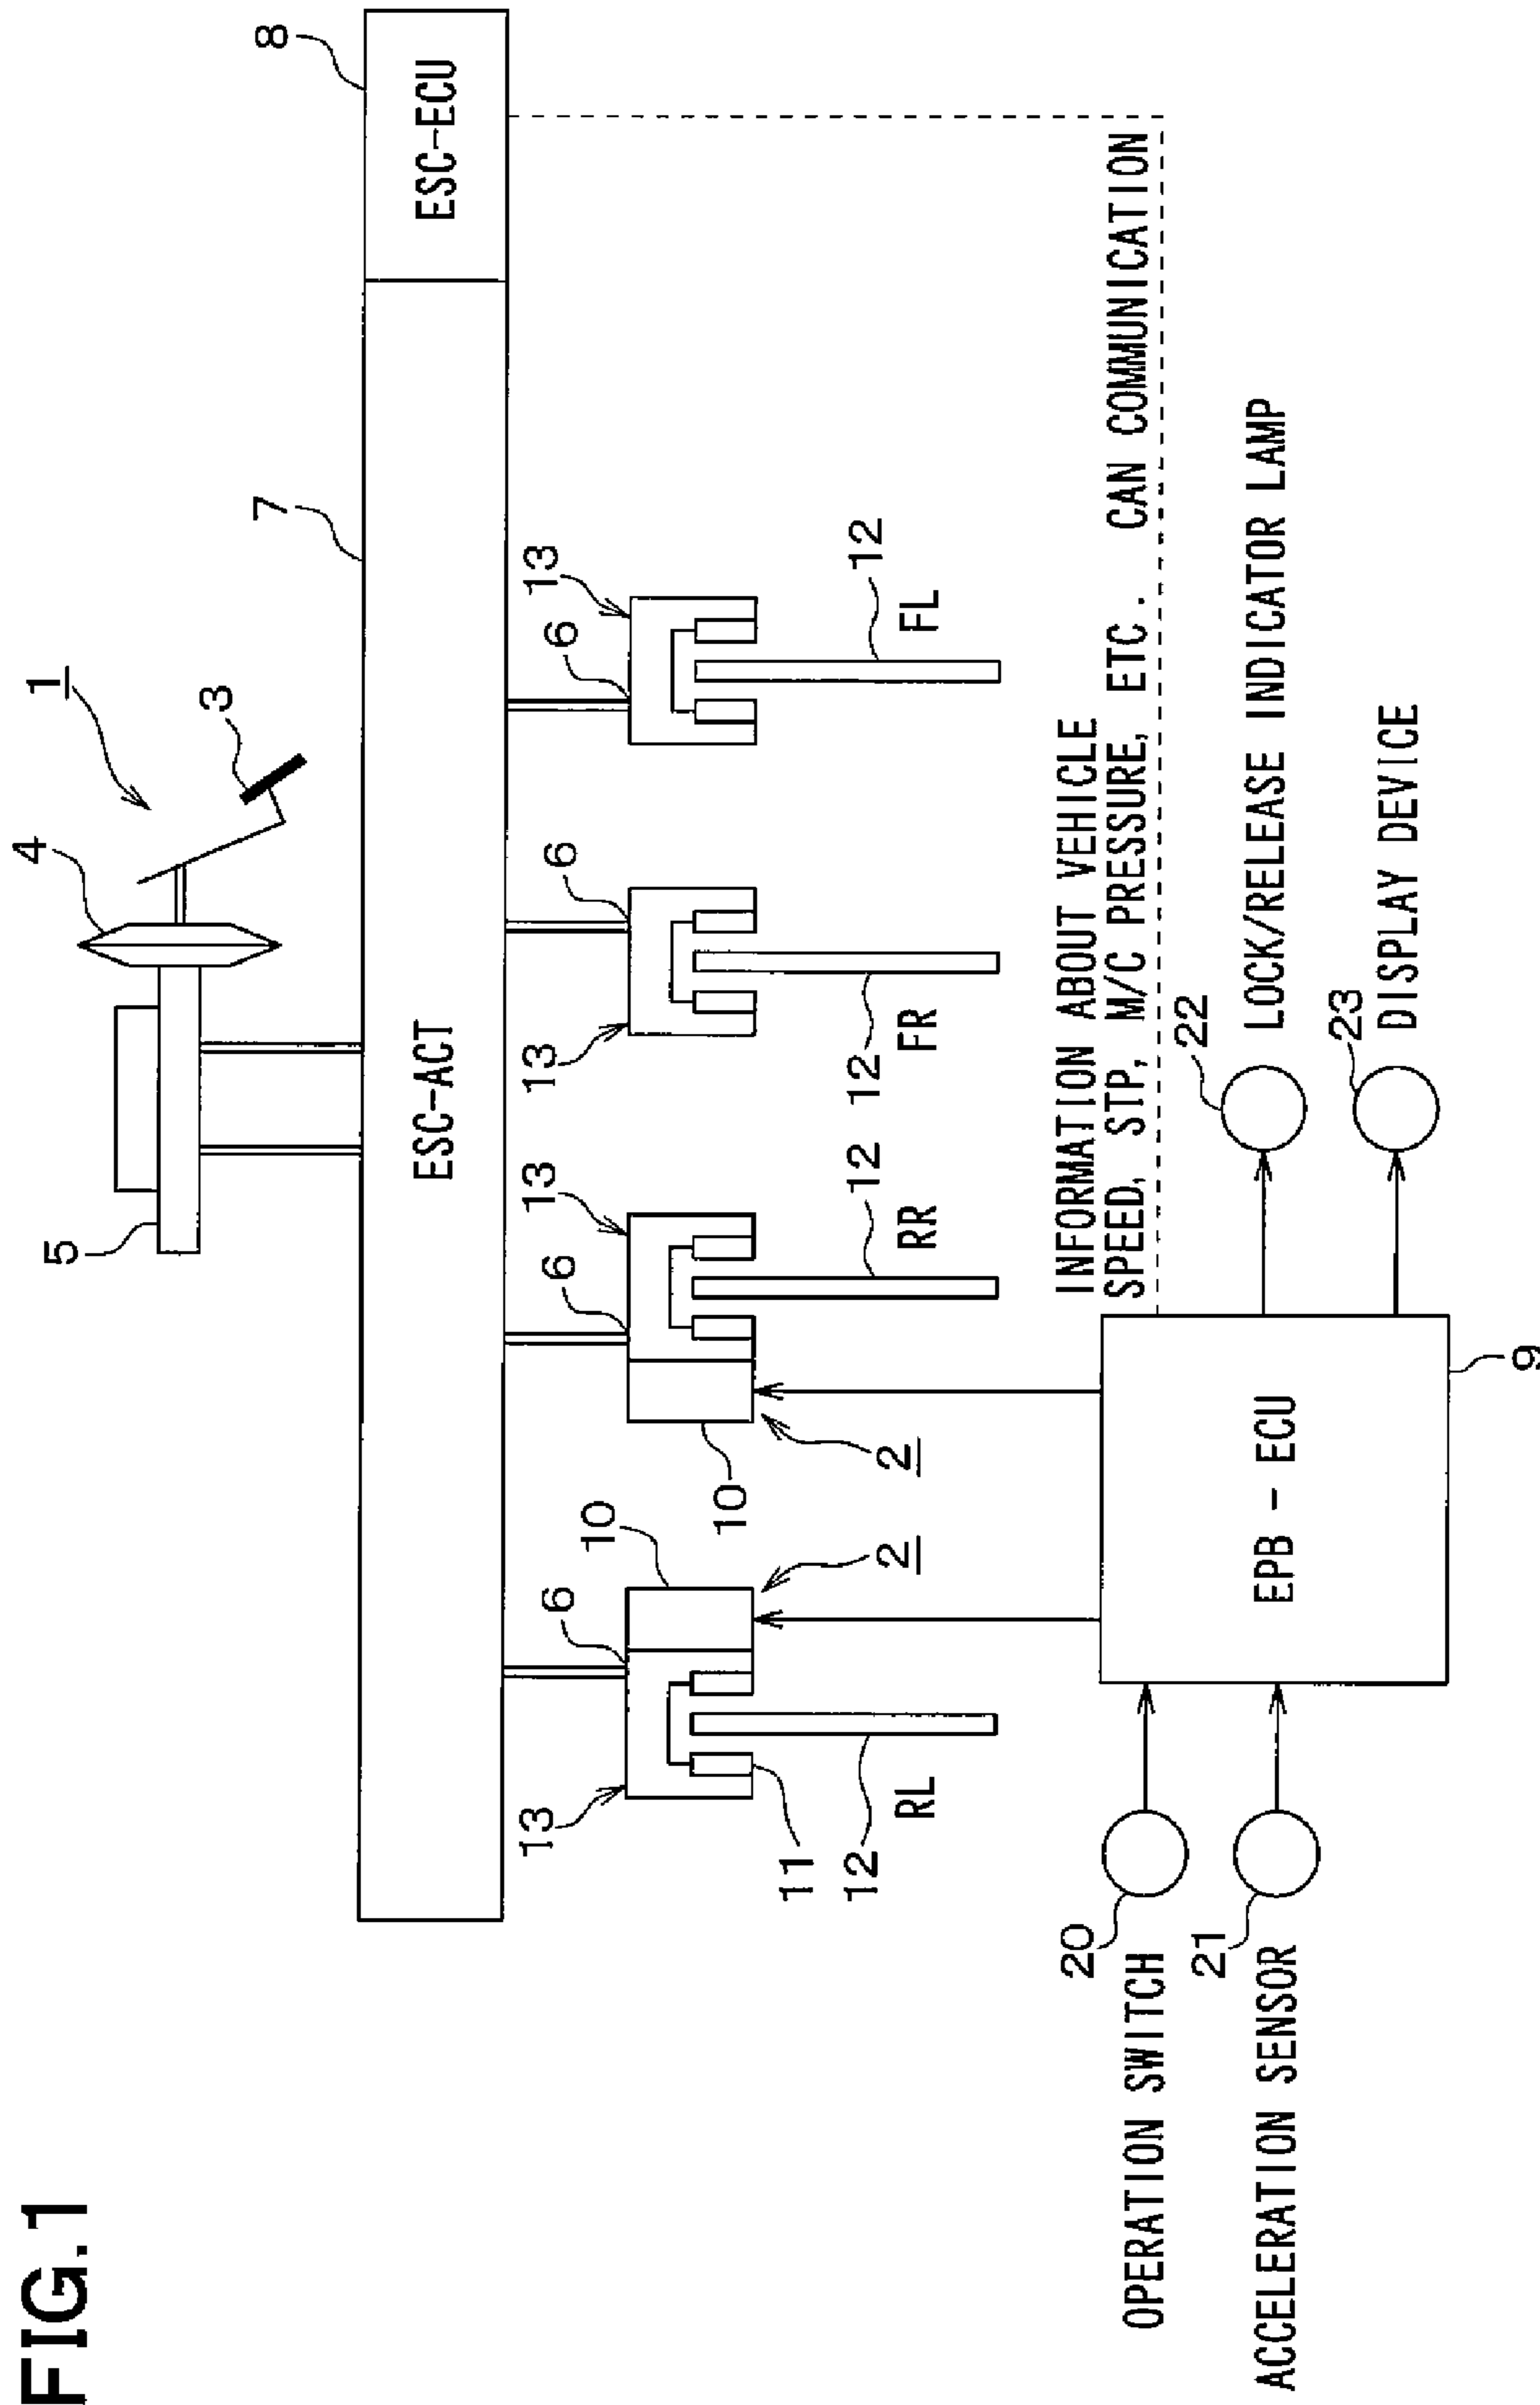 FIG.1
1
3
4
5
7
8
ESC-ACT
ESC-ECU
13
6
10
6
13
13
6
6
13
11
12
RL
2
10
2
12
RR
12
FR
12
FL
INFORMATION ABOUT VEHICLE
SPEED, STP, M/C PRESSURE, ETC. CAN COMMUNICATION
20
OPERATION SWITCH
21
ACCELERATION SENSOR
EPB - ECU
9
22
LOCK/RELEASE INDICATOR LAMP
23
DISPLAY DEVICE